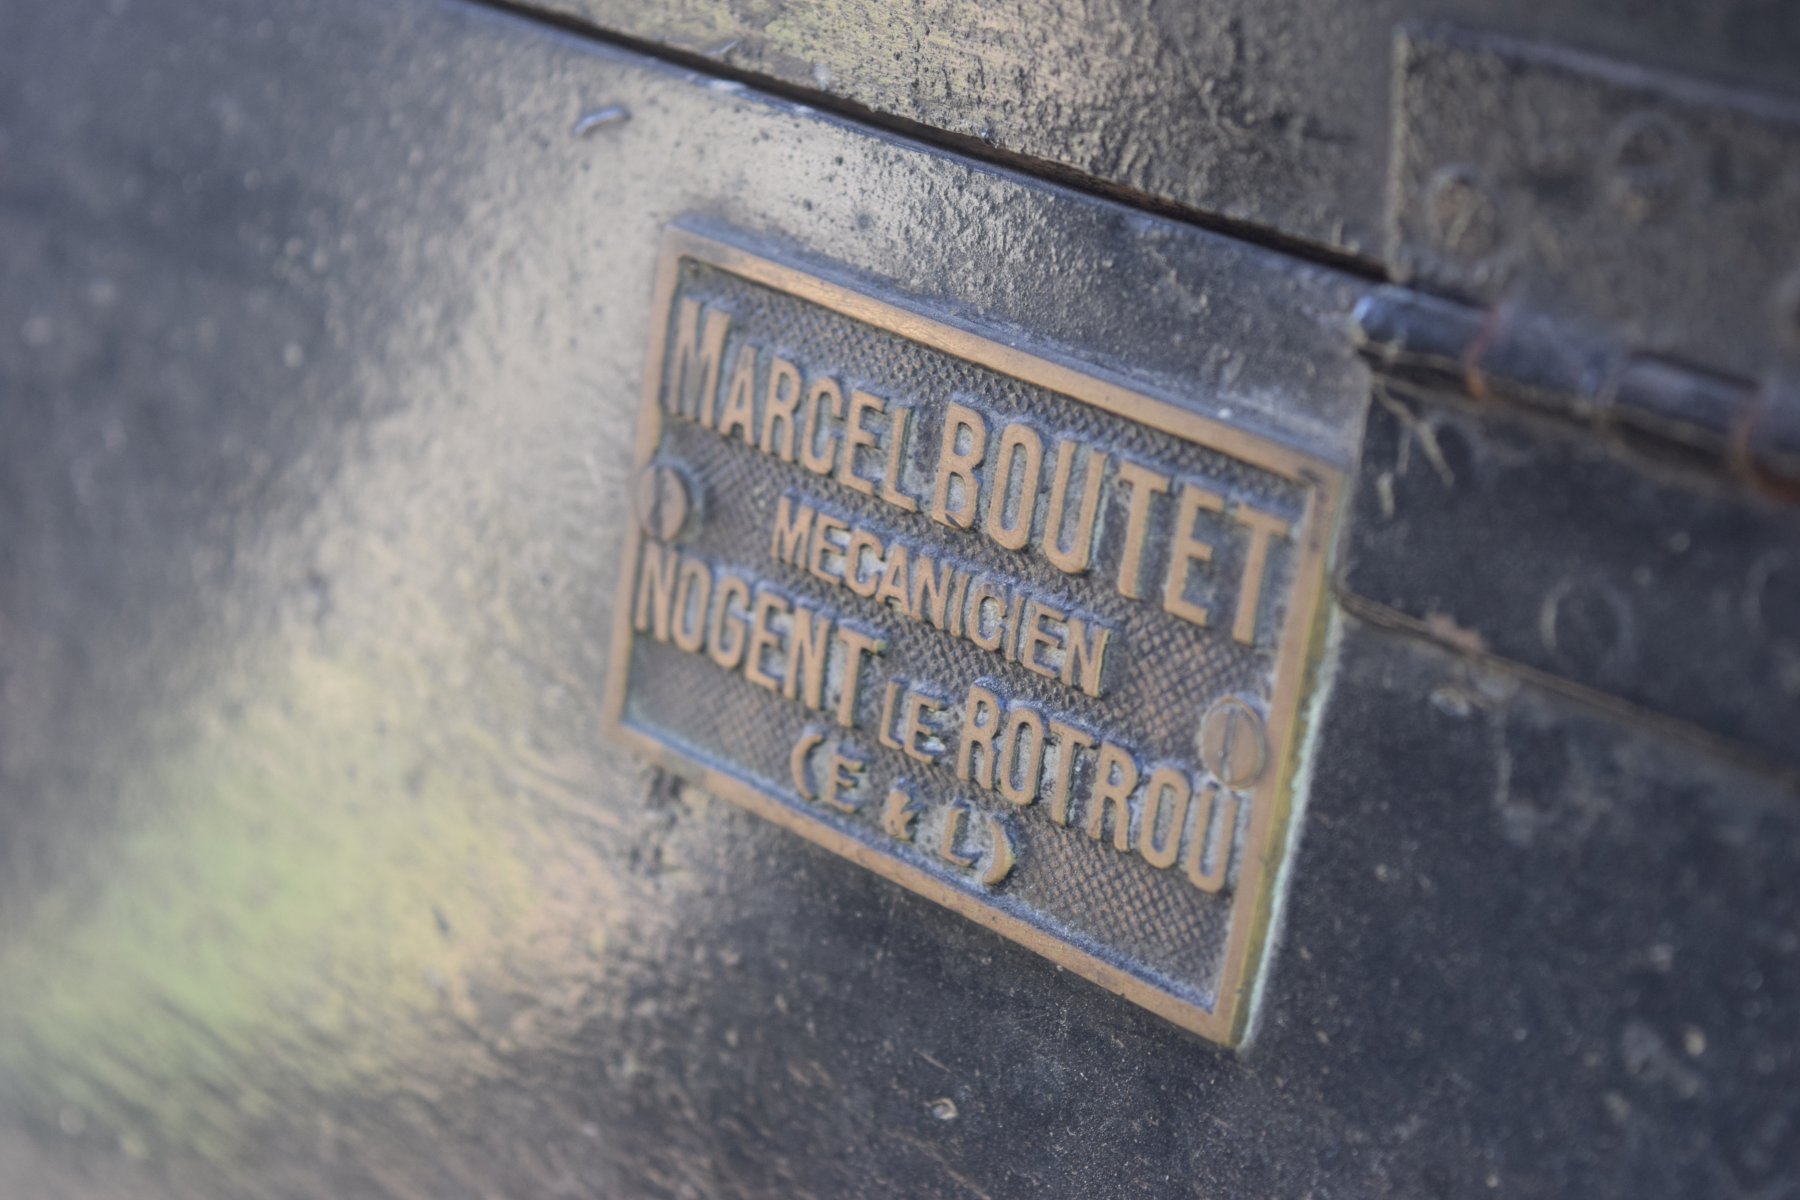 MARCEL BOUTET
MECANICIEN
NOGENT LE ROTROU
(E & L)